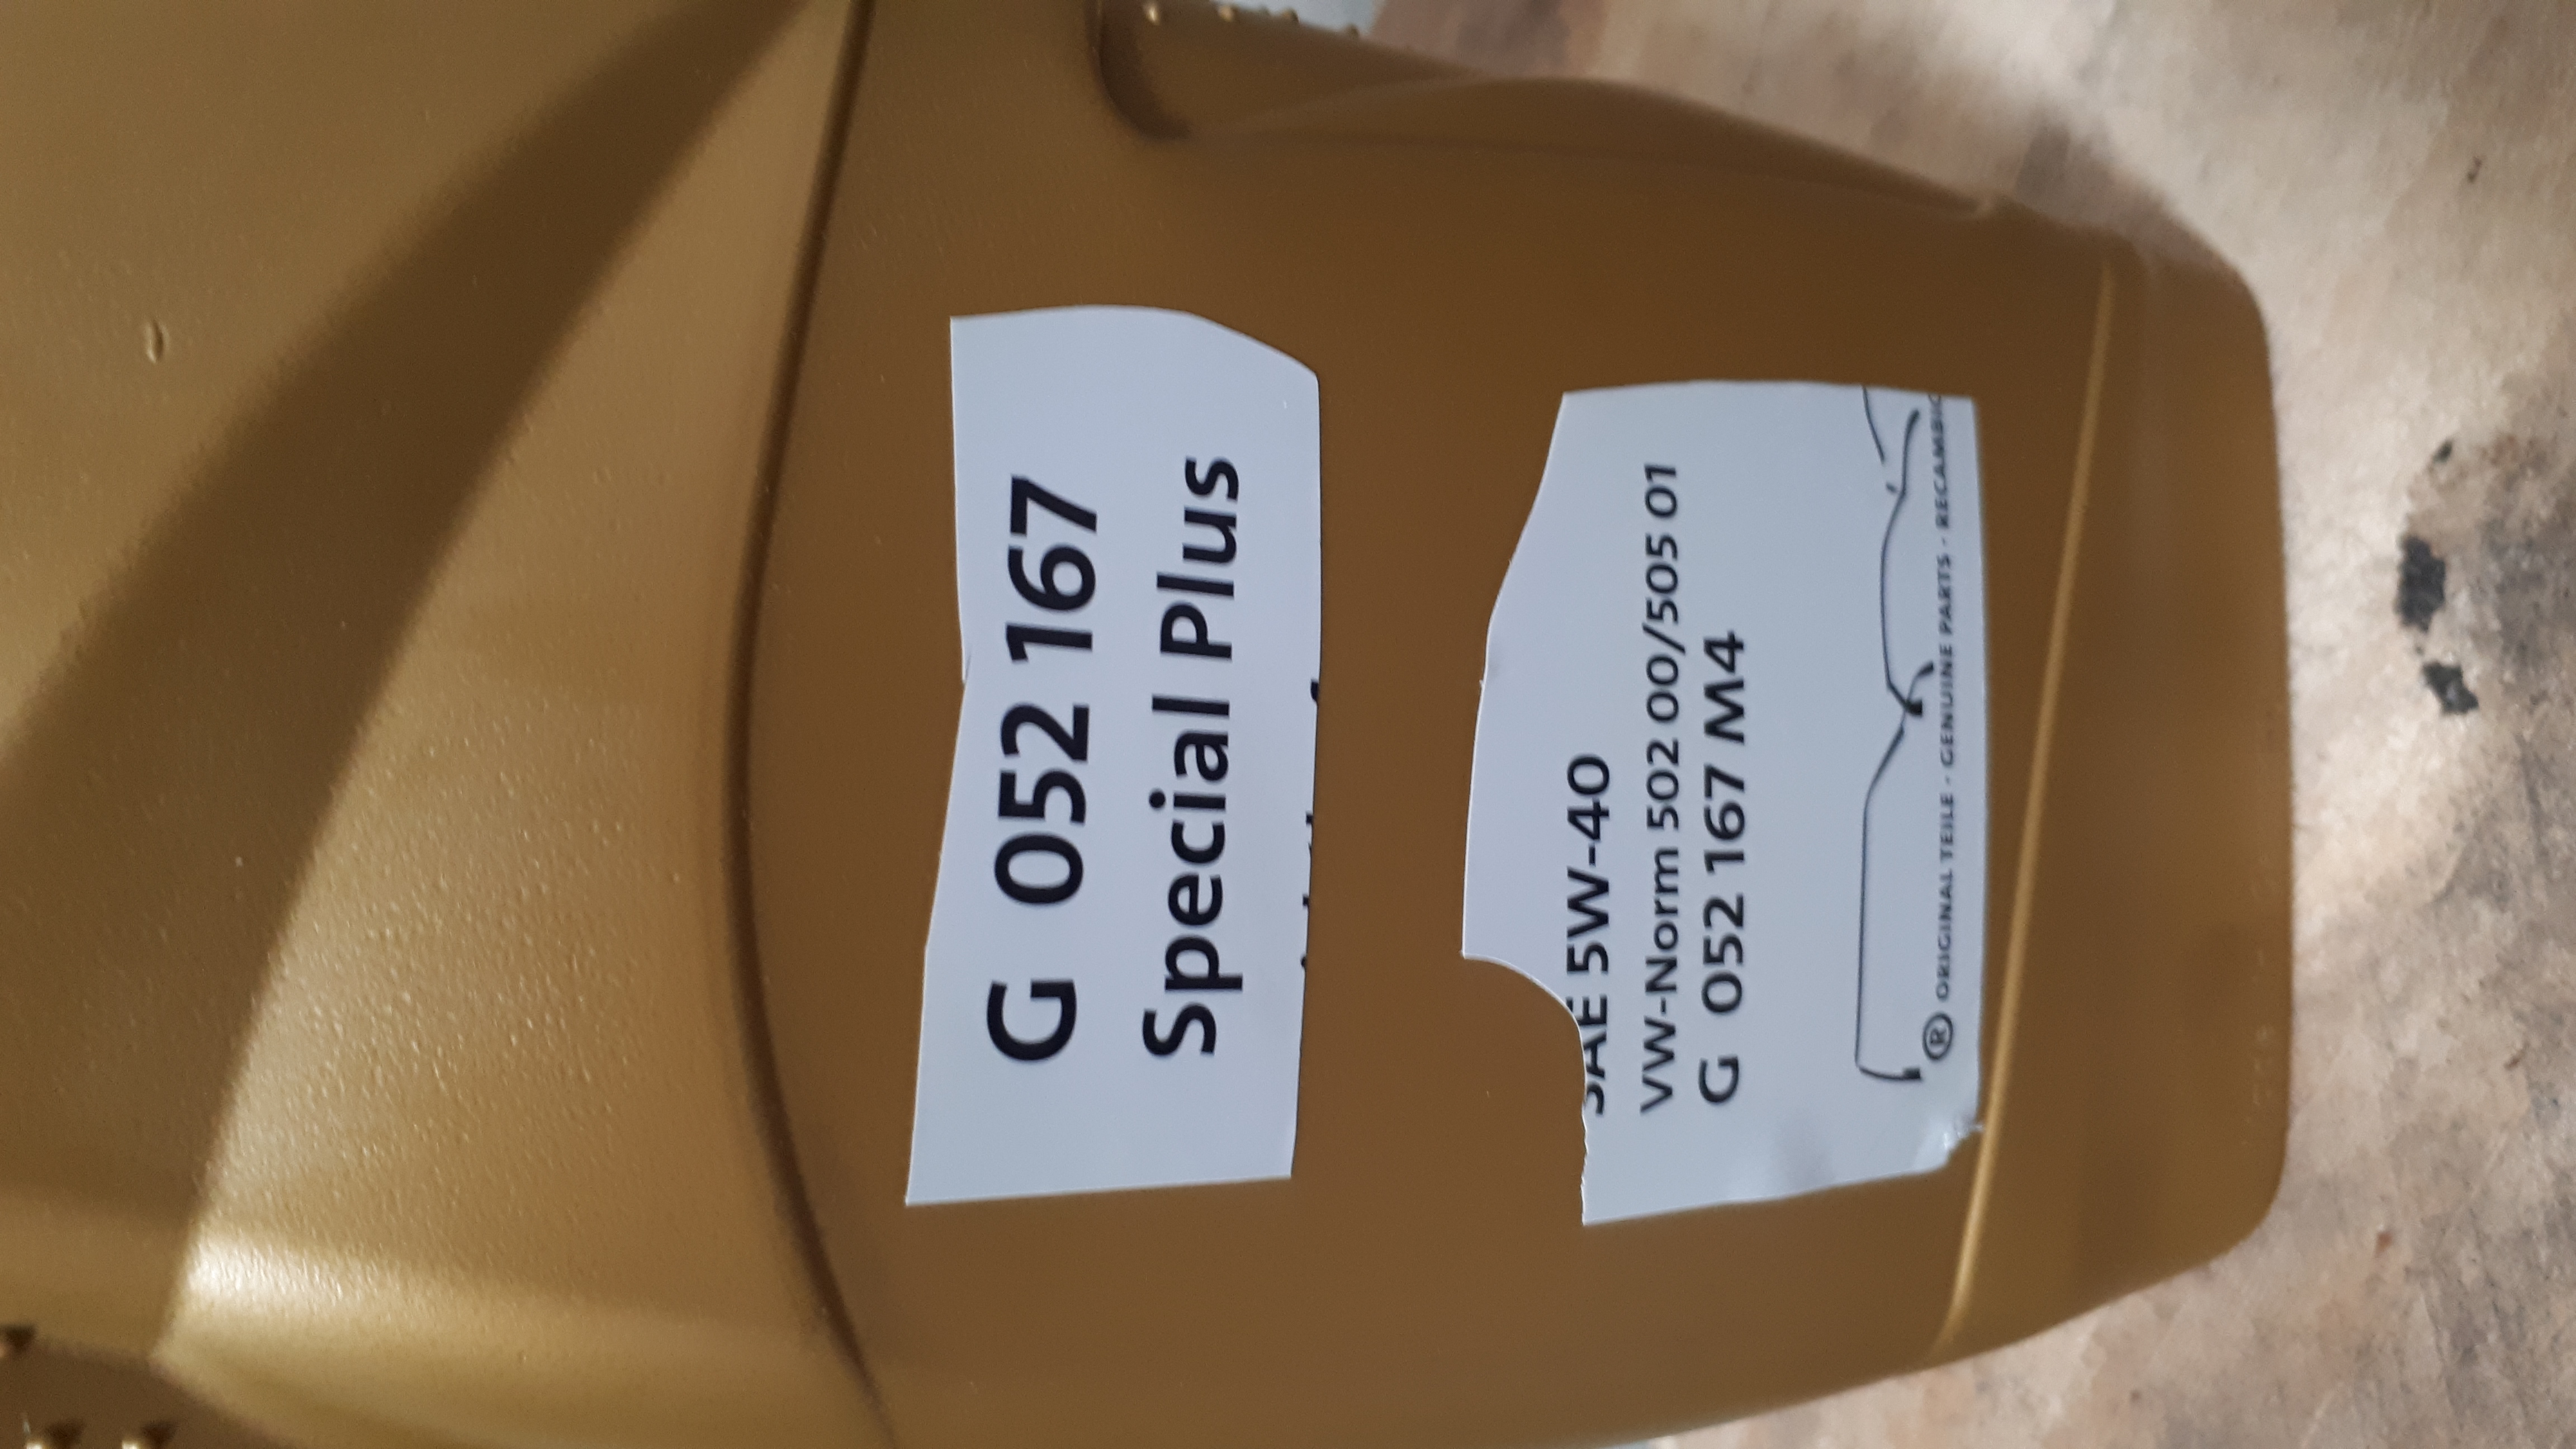 G 052 167
Special Plus
SAE 5W-40
VW-Norm 502 00/505 01
G 052 167 M4
® ORIGINAL TEILE · GENUINE PARTS ·